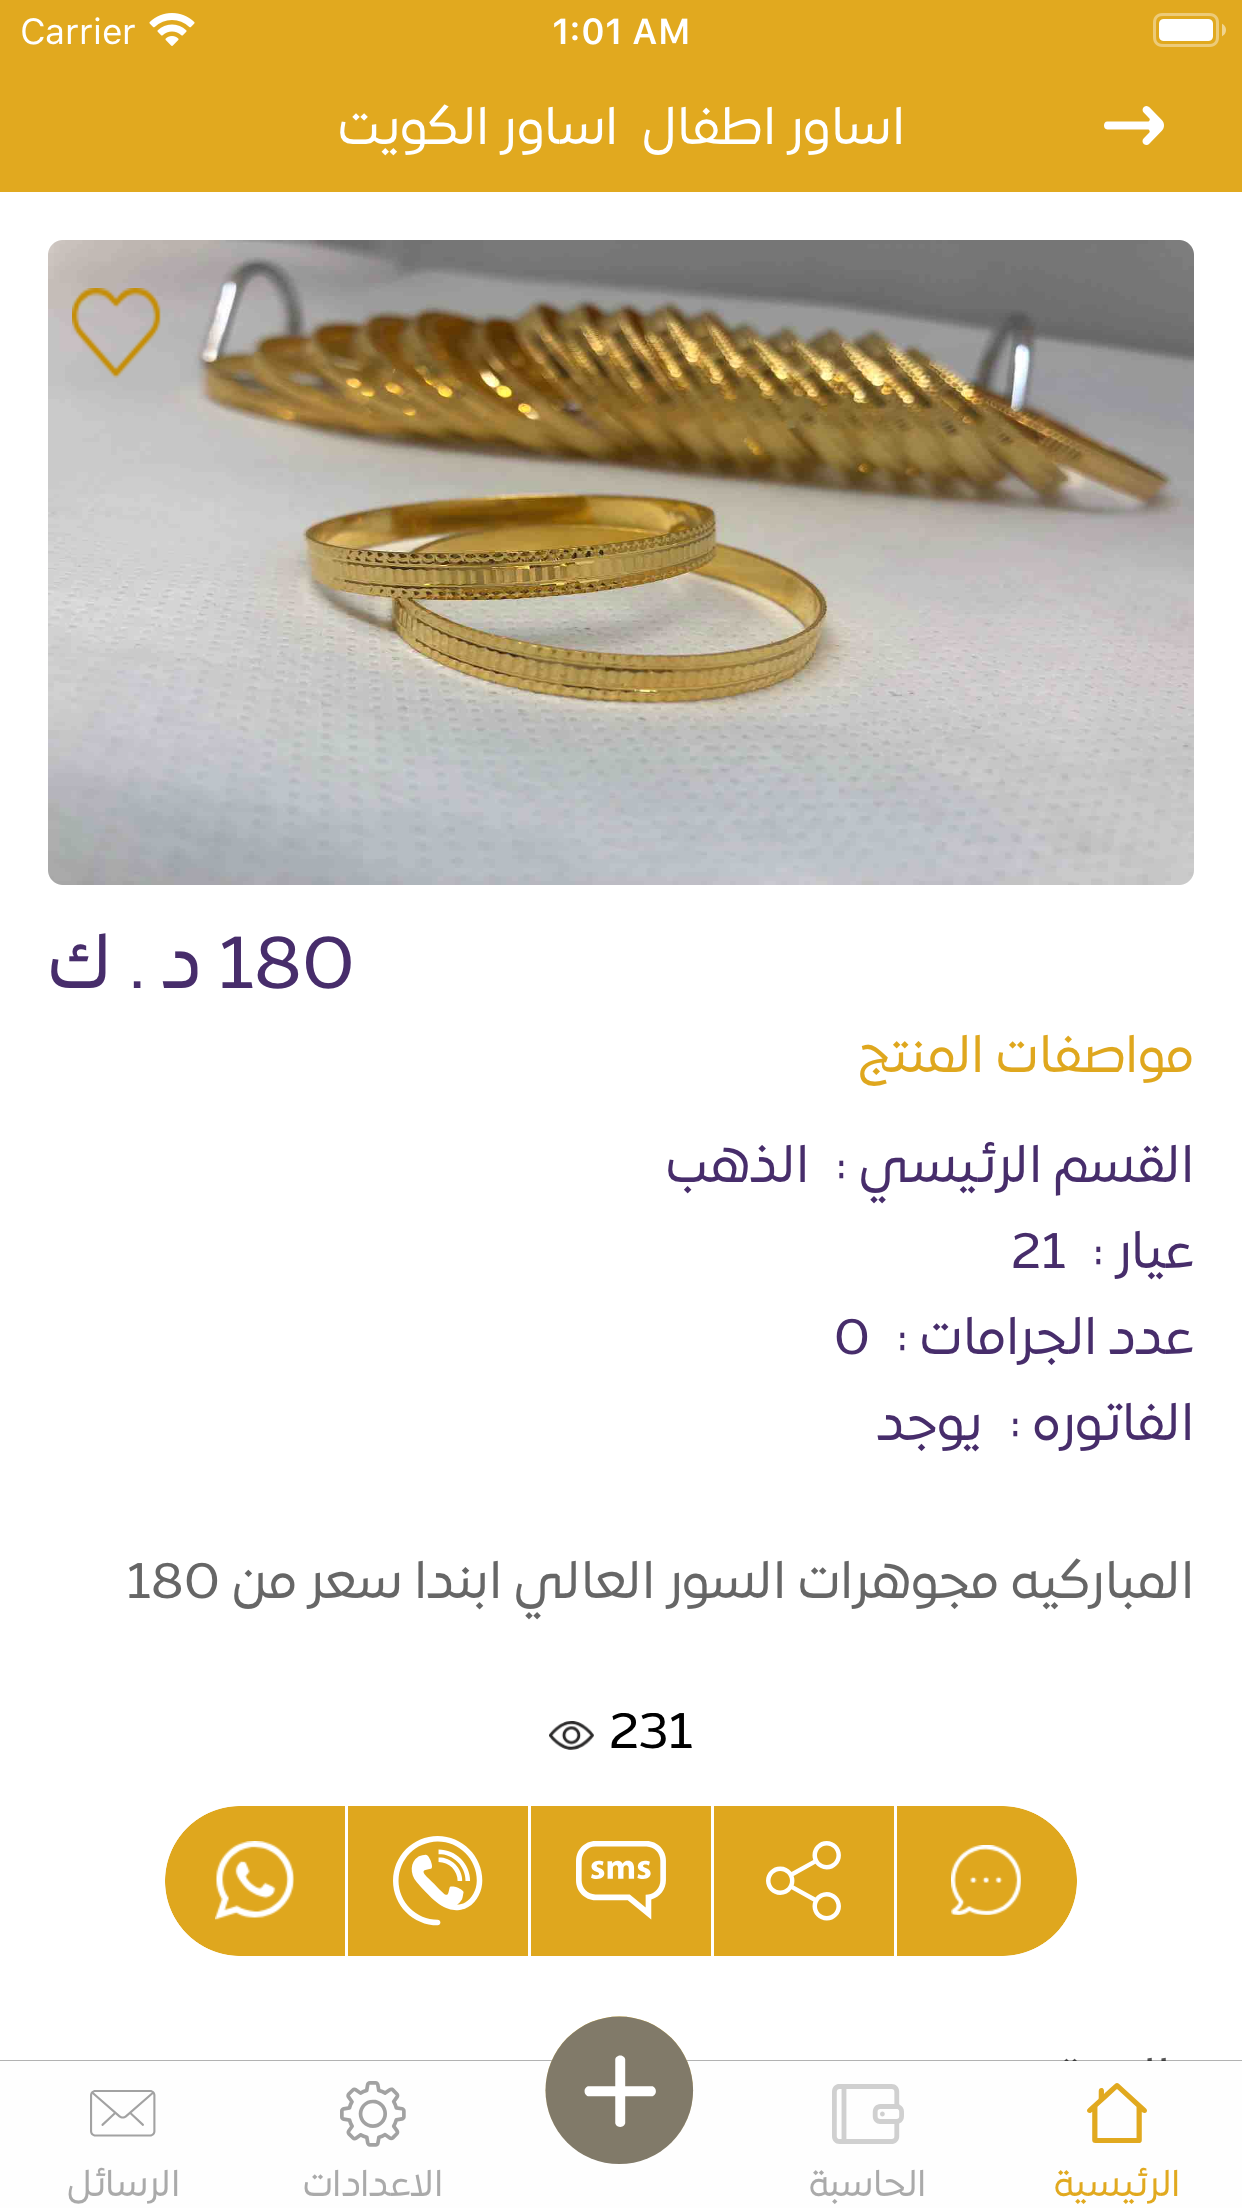 Carrier 1:01 AM
اساور اطفال اساور الكويت
180 د . ك
مواصفات المنتج
القسم الرئيسي : الذهب
عيار : 21
عدد الجرامات : 0
الفاتوره : يوجد
المباركيه مجوهرات السور العالي ابندا سعر من 180
231
sms
الرئيسية
الحاسبة
الاعدادات
الرسائل